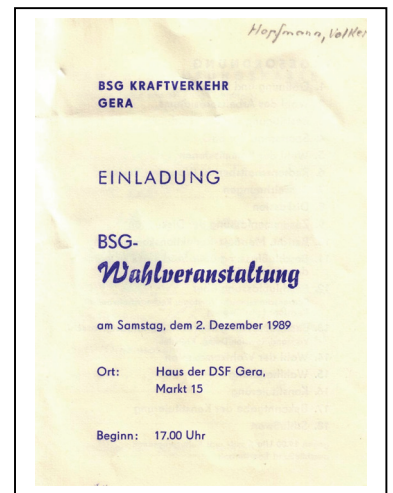 Hopfmann, Volker
BSG KRAFTVERKEHR
GERA
EINLADUNG
BSG-
Wahlveranstaltung
am Samstag, dem 2. Dezember 1989
Ort: Haus der DSF Gera,
Markt 15
Beginn: 17.00 Uhr